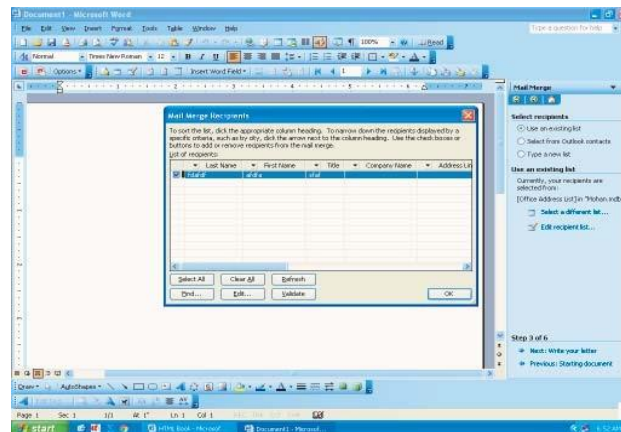 Document1 - Microsoft Word
File Edit View Insert Format Tools Table Window Help
Type a question for help
100% Read
Normal Times New Roman 12 B I U
Options Insert Word Field 1
Mail Merge
Mail Merge Recipients
To sort the list, click the appropriate column heading. To narrow down the recipients displayed by a
specific criteria, such as by city, click the arrow next to the column heading. Use the check boxes or
buttons to add or remove recipients from the mail merge.
List of recipients:
Last Name First Name Title Company Name Address Lin
Select All Clear All Refresh
Find... Edit... Validate OK
Select recipients
Use an existing list
Select from Outlook contacts
Type a new list
Use an existing list
Currently, your recipients are
selected from:
[Office Address List] in "Mohan.mdb
Select a different list...
Edit recipient list...
Step 3 of 6
Next: Write your letter
Previous: Starting document
Draw AutoShapes
Page 1 Sec 1 1/1 At 1" Ln 1 Col 1
start HTML Book - Microsof... Document1 - Microsof... 6:52 AM